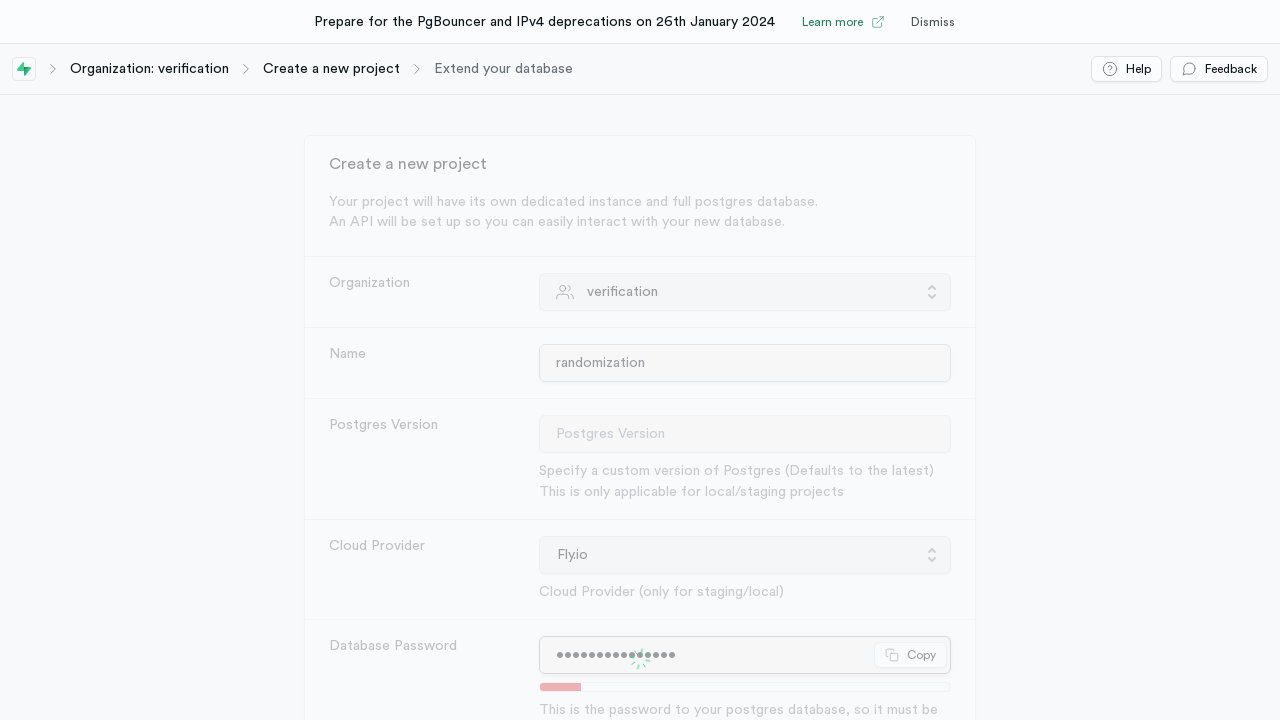 Prepare for the PgBouncer and IPv4 deprecations on 26th January 2024
Learn more
Dismiss
Organization: verification
Create a new project
Extend your database
Help
Feedback
Create a new project
Your project will have its own dedicated instance and full postgres database.
An API will be set up so you can easily interact with your new database.
Organization
verification
Name
randomization
Postgres Version
Postgres Version
Specify a custom version of Postgres (Defaults to the latest)
This is only applicable for local/staging projects
Cloud Provider
Fly.io
Cloud Provider (only for staging/local)
Database Password
•••••••••••••••
Copy
This is the password to your postgres database, so it must be